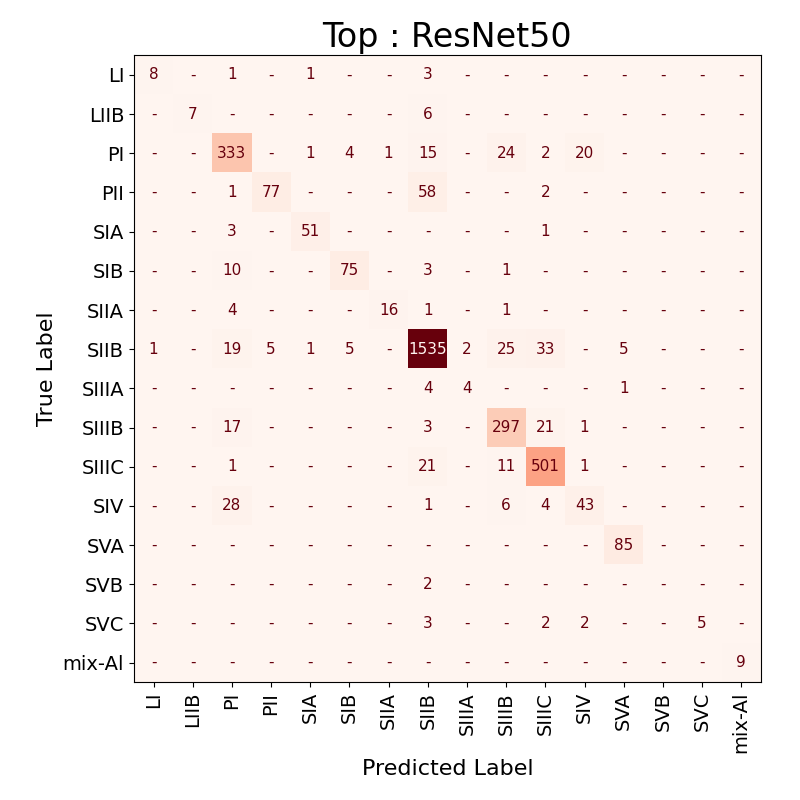 Top : ResNet50
LI 8 - 1 - 1 - - 3 - - - - - - - -
LIIB - 7 - - - - - 6 - - - - - - - -
PI - - 333 - 1 4 1 15 - 24 2 20 - - - -
PII - - 1 77 - - - 58 - - 2 - - - - -
SIA - - 3 - 51 - - - - - 1 - - - - -
SIB - - 10 - - 75 - 3 - 1 - - - - - -
SIIA - - 4 - - - 16 1 - 1 - - - - - -
SIIB 1 - 19 5 1 5 - 1535 2 25 33 - 5 - - -
SIIIA - - - - - - - 4 4 - - - 1 - - -
SIIIB - - 17 - - - - 3 - 297 21 1 - - - -
SIIIC - - 1 - - - - 21 - 11 501 1 - - - -
SIV - - 28 - - - - 1 - 6 4 43 - - - -
SVA - - - - - - - - - - - - 85 - - -
SVB - - - - - - - 2 - - - - - - - -
SVC - - - - - - - 3 - - 2 2 - - 5 -
mix-Al - - - - - - - - - - - - - - - 9
LI LIIB PI PII SIA SIB SIIA SIIB SIIIA SIIIB SIIIC SIV SVA SVB SVC mix-Al
Predicted Label
True Label